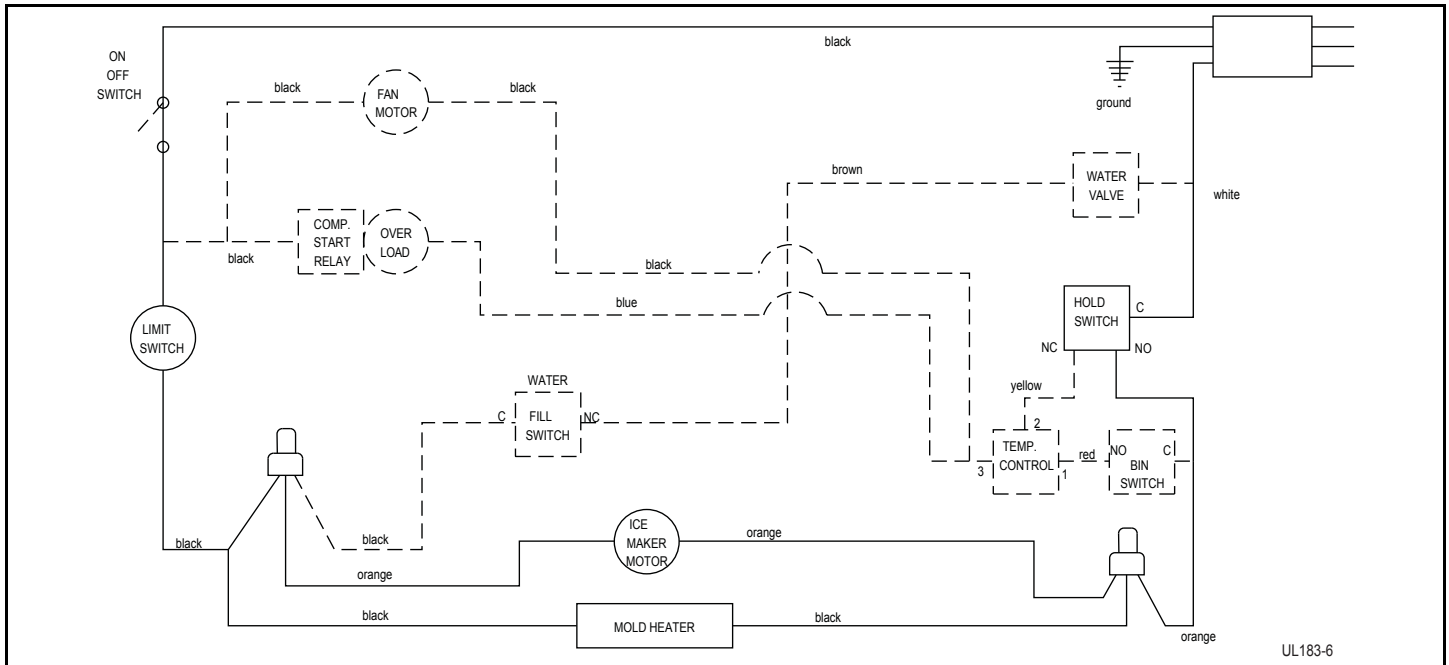 black
ON
OFF
SWITCH
ground
black
FAN
MOTOR
black
brown
WATER
VALVE
white
COMP.
START
RELAY
OVER
LOAD
black
black
blue
HOLD
SWITCH
C
NC
NO
LIMIT
SWITCH
yellow
WATER
C
FILL
SWITCH
NC
2
TEMP.
CONTROL
3
1
red
NO
C
BIN
SWITCH
black
black
orange
ICE
MAKER
MOTOR
orange
black
MOLD HEATER
black
orange
UL183-6